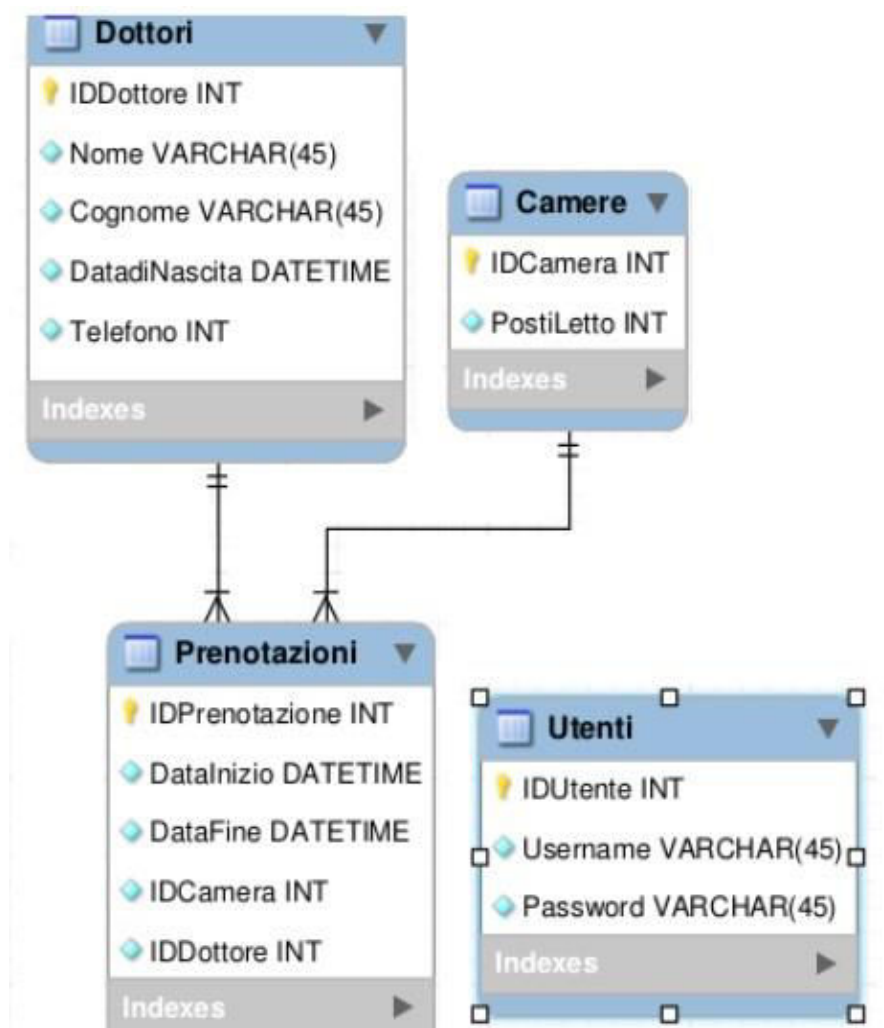 Dottori
IDDottore INT
Nome VARCHAR(45)
Cognome VARCHAR(45)
DatadiNascita DATETIME
Telefono INT
Indexes
Camere
IDCamera INT
PostiLetto INT
Indexes
Prenotazioni
IDPrenotazione INT
DataInizio DATETIME
DataFine DATETIME
IDCamera INT
IDDottore INT
Indexes
Utenti
IDUtente INT
Username VARCHAR(45)
Password VARCHAR(45)
Indexes